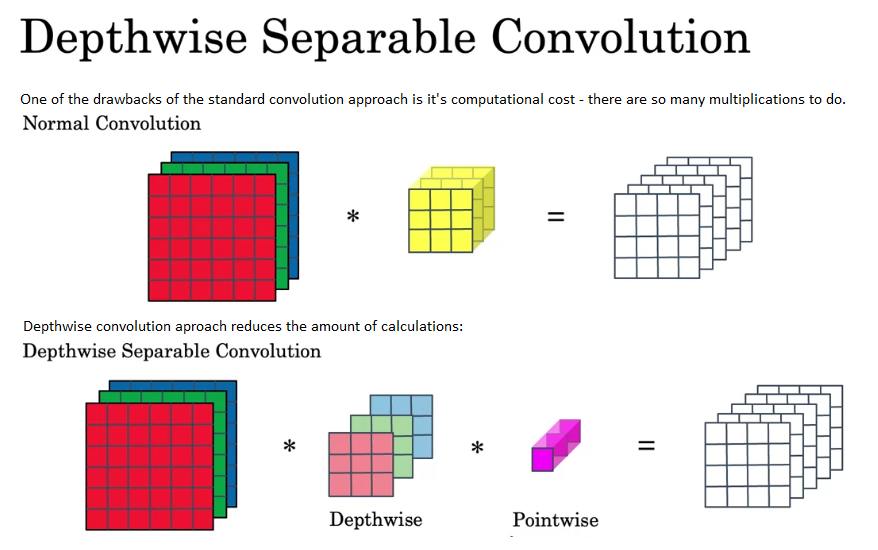 Depthwise Separable Convolution
One of the drawbacks of the standard convolution approach is it's computational cost - there are so many multiplications to do.
Normal Convolution
* =
Depthwise convolution aproach reduces the amount of calculations:
Depthwise Separable Convolution
* * =
Depthwise Pointwise